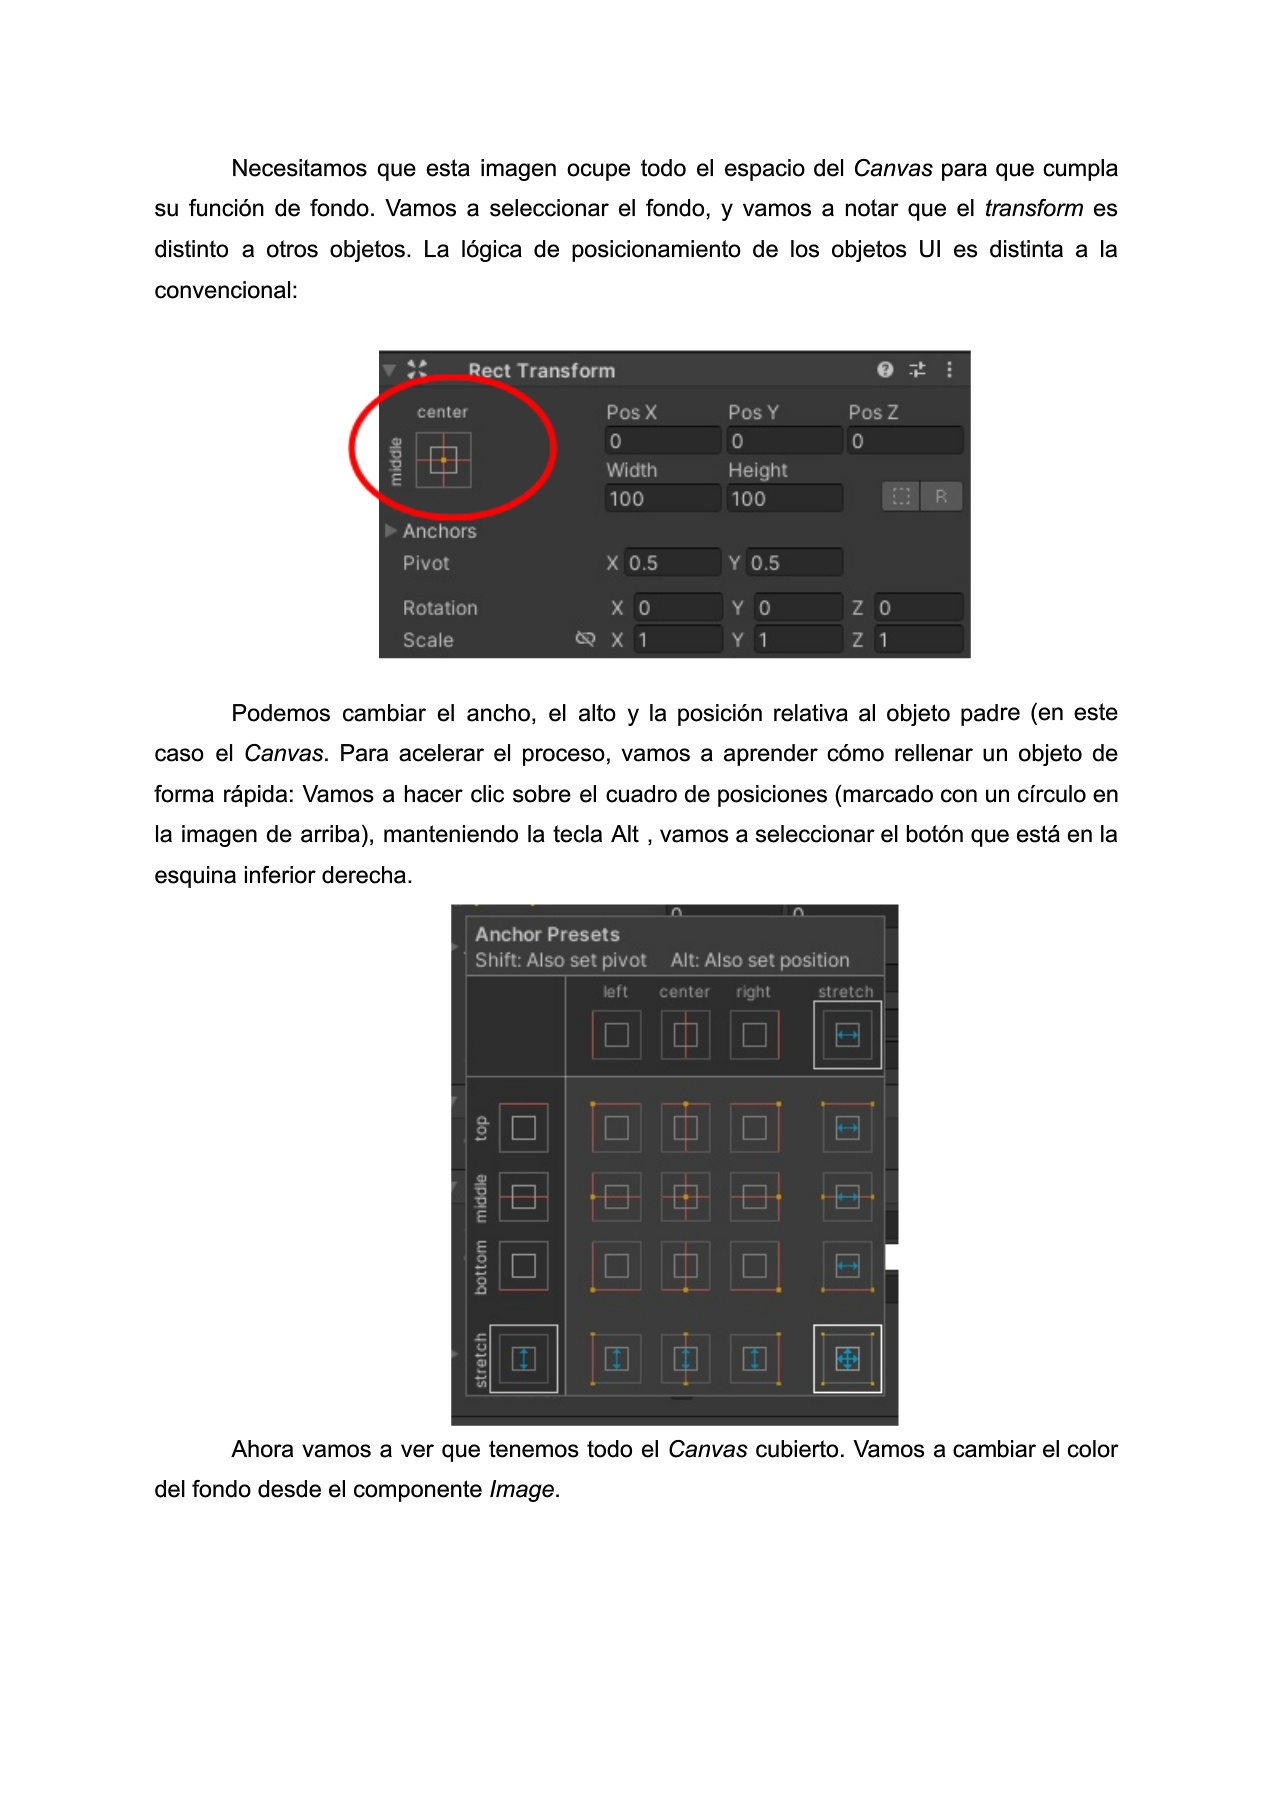 Necesitamos que esta imagen ocupe todo el espacio del Canvas para que cumpla
su función de fondo. Vamos a seleccionar el fondo, y vamos a notar que el transform es
distinto a otros objetos. La lógica de posicionamiento de los objetos UI es distinta a la
convencional:
Rect Transform
center
middle
Pos X Pos Y Pos Z
0 0 0
Width Height
100 100
R
Anchors
Pivot X 0.5 Y 0.5
Rotation X 0 Y 0 Z 0
Scale X 1 Y 1 Z 1
Podemos cambiar el ancho, el alto y la posición relativa al objeto padre (en este
caso el Canvas. Para acelerar el proceso, vamos a aprender cómo rellenar un objeto de
forma rápida: Vamos a hacer clic sobre el cuadro de posiciones (marcado con un círculo en
la imagen de arriba), manteniendo la tecla Alt , vamos a seleccionar el botón que está en la
esquina inferior derecha.
0 0
Anchor Presets
Shift: Also set pivot Alt: Also set position
left center right stretch
top
middle
bottom
stretch
Ahora vamos a ver que tenemos todo el Canvas cubierto. Vamos a cambiar el color
del fondo desde el componente Image.